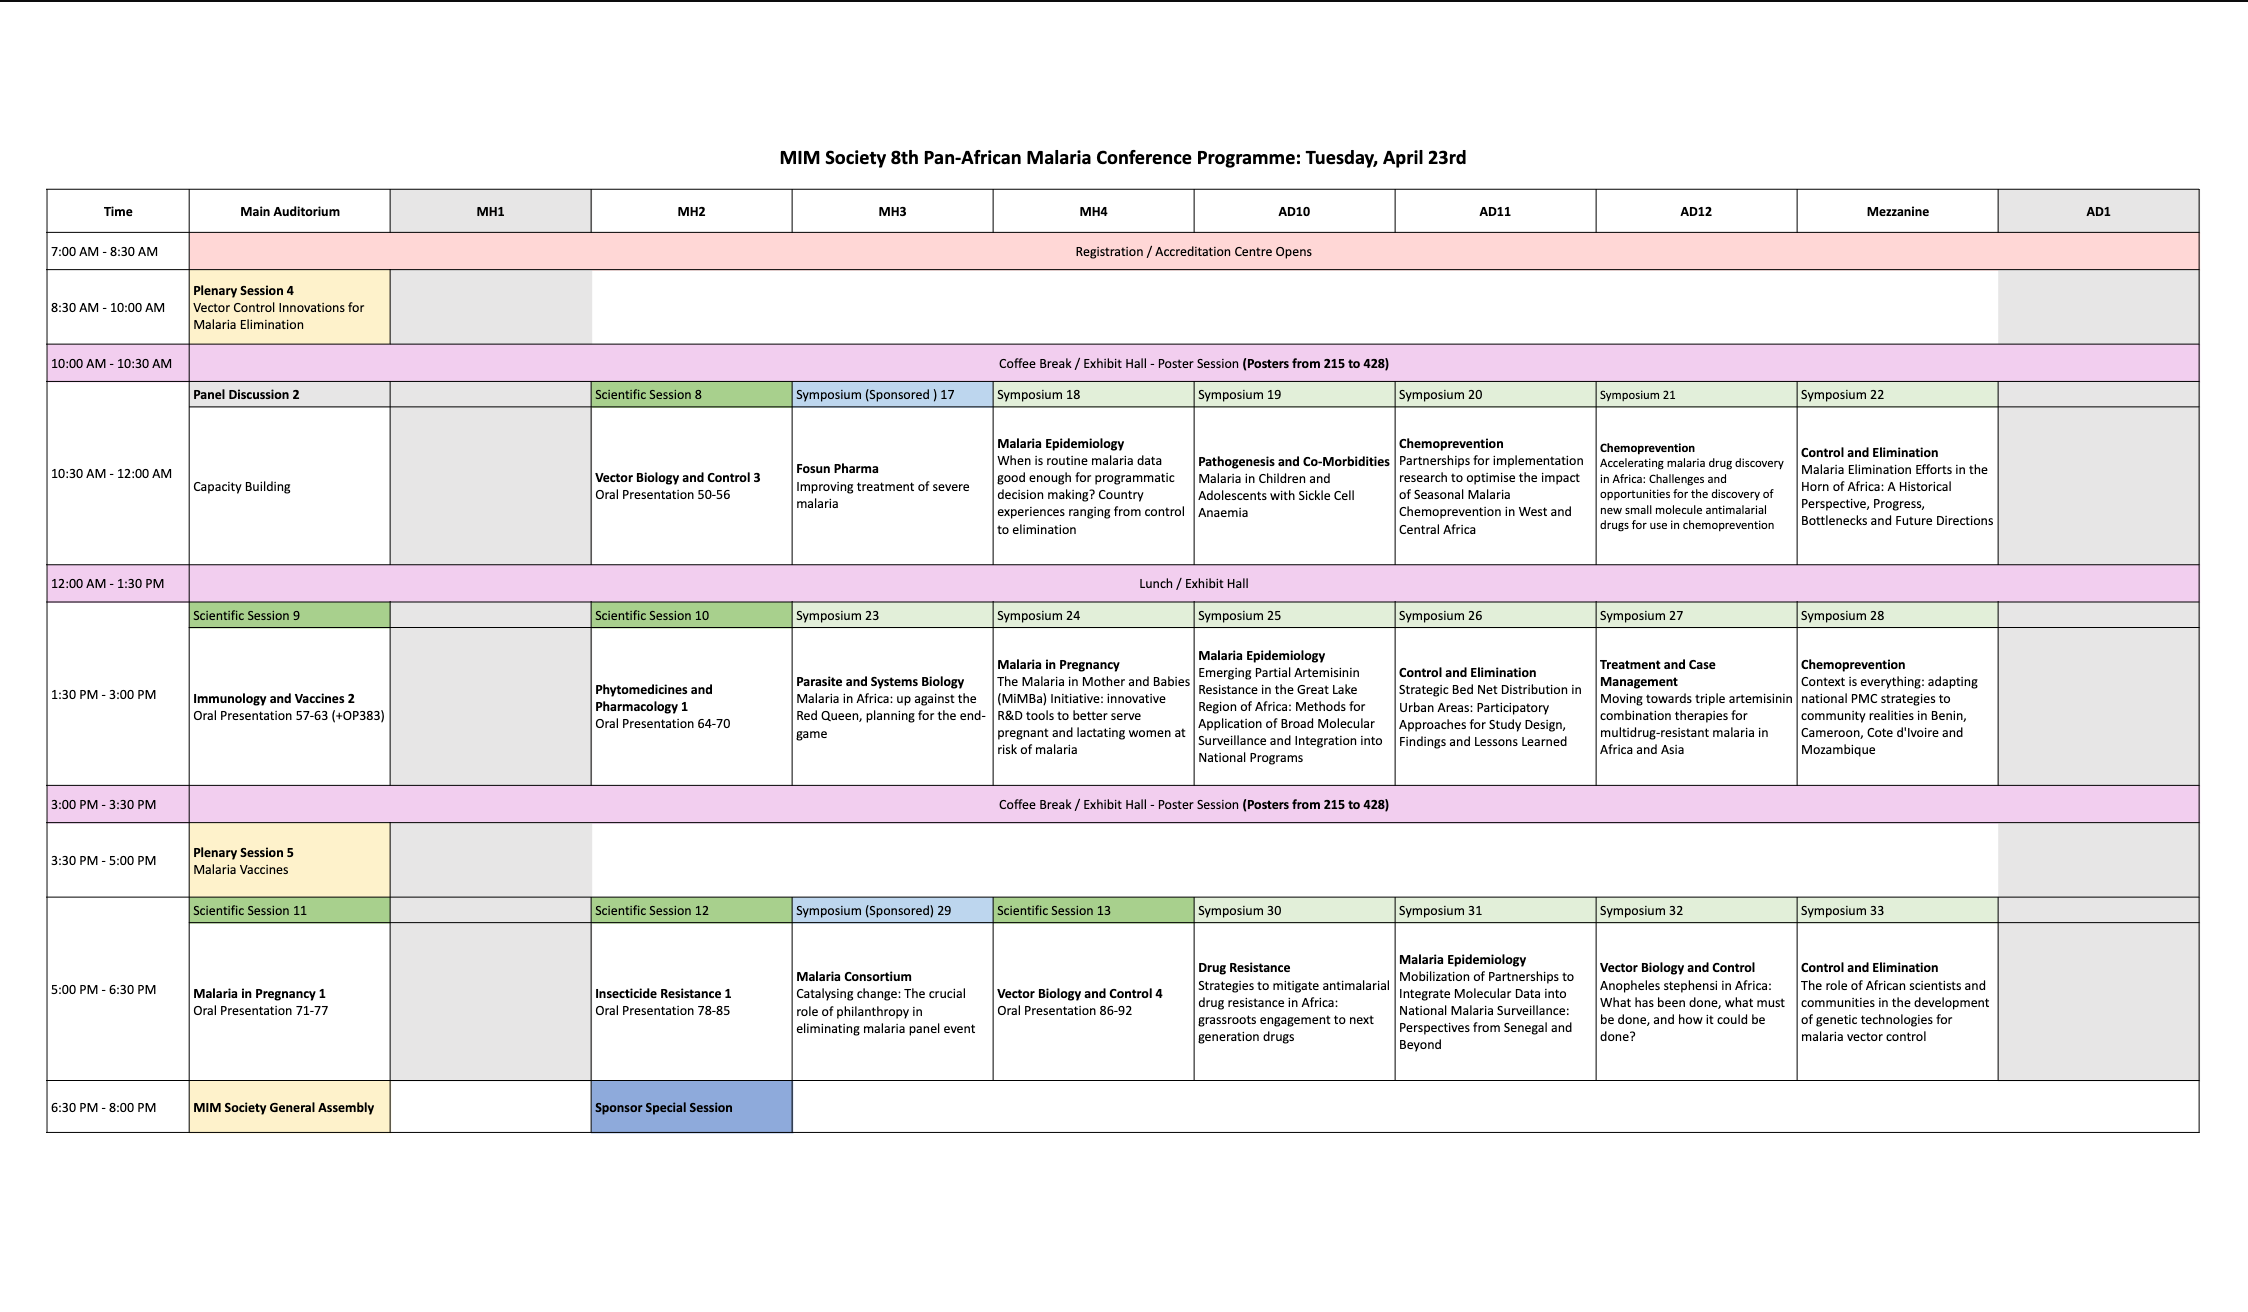 MIM Society 8th Pan-African Malaria Conference Programme: Tuesday, April 23rd
Time
Main Auditorium
MH1
MH2
MH3
MH4
AD10
AD11
AD12
Mezzanine
AD1
7:00 AM - 8:30 AM
Registration / Accreditation Centre Opens
8:30 AM - 10:00 AM
Plenary Session 4
Vector Control Innovations for
Malaria Elimination
10:00 AM - 10:30 AM
Coffee Break / Exhibit Hall - Poster Session (Posters from 215 to 428)
10:30 AM - 12:00 AM
Panel Discussion 2
Capacity Building
Scientific Session 8
Vector Biology and Control 3
Oral Presentation 50-56
Symposium (Sponsored ) 17
Fosun Pharma
Improving treatment of severe
malaria
Symposium 18
Malaria Epidemiology
When is routine malaria data
good enough for programmatic
decision making? Country
experiences ranging from control
to elimination
Symposium 19
Pathogenesis and Co-Morbidities
Malaria in Children and
Adolescents with Sickle Cell
Anaemia
Symposium 20
Chemoprevention
Partnerships for implementation
research to optimise the impact
of Seasonal Malaria
Chemoprevention in West and
Central Africa
Symposium 21
Chemoprevention
Accelerating malaria drug discovery
in Africa: Challenges and
opportunities for the discovery of
new small molecule antimalarial
drugs for use in chemoprevention
Symposium 22
Control and Elimination
Malaria Elimination Efforts in the
Horn of Africa: A Historical
Perspective, Progress,
Bottlenecks and Future Directions
12:00 AM - 1:30 PM
Lunch / Exhibit Hall
1:30 PM - 3:00 PM
Scientific Session 9
Immunology and Vaccines 2
Oral Presentation 57-63 (+OP383)
Scientific Session 10
Phytomedicines and
Pharmacology 1
Oral Presentation 64-70
Symposium 23
Parasite and Systems Biology
Malaria in Africa: up against the
Red Queen, planning for the end-
game
Symposium 24
Malaria in Pregnancy
The Malaria in Mother and Babies
(MiMBa) Initiative: innovative
R&D tools to better serve
pregnant and lactating women at
risk of malaria
Symposium 25
Malaria Epidemiology
Emerging Partial Artemisinin
Resistance in the Great Lake
Region of Africa: Methods for
Application of Broad Molecular
Surveillance and Integration into
National Programs
Symposium 26
Control and Elimination
Strategic Bed Net Distribution in
Urban Areas: Participatory
Approaches for Study Design,
Findings and Lessons Learned
Symposium 27
Treatment and Case
Management
Moving towards triple artemisinin
combination therapies for
multidrug-resistant malaria in
Africa and Asia
Symposium 28
Chemoprevention
Context is everything: adapting
national PMC strategies to
community realities in Benin,
Cameroon, Cote d'Ivoire and
Mozambique
3:00 PM - 3:30 PM
Coffee Break / Exhibit Hall - Poster Session (Posters from 215 to 428)
3:30 PM - 5:00 PM
Plenary Session 5
Malaria Vaccines
5:00 PM - 6:30 PM
Scientific Session 11
Malaria in Pregnancy 1
Oral Presentation 71-77
Scientific Session 12
Insecticide Resistance 1
Oral Presentation 78-85
Symposium (Sponsored) 29
Malaria Consortium
Catalysing change: The crucial
role of philanthropy in
eliminating malaria panel event
Scientific Session 13
Vector Biology and Control 4
Oral Presentation 86-92
Symposium 30
Drug Resistance
Strategies to mitigate antimalarial
drug resistance in Africa:
grassroots engagement to next
generation drugs
Symposium 31
Malaria Epidemiology
Mobilization of Partnerships to
Integrate Molecular Data into
National Malaria Surveillance:
Perspectives from Senegal and
Beyond
Symposium 32
Vector Biology and Control
Anopheles stephensi in Africa:
What has been done, what must
be done, and how it could be
done?
Symposium 33
Control and Elimination
The role of African scientists and
communities in the development
of genetic technologies for
malaria vector control
6:30 PM - 8:00 PM
MIM Society General Assembly
Sponsor Special Session